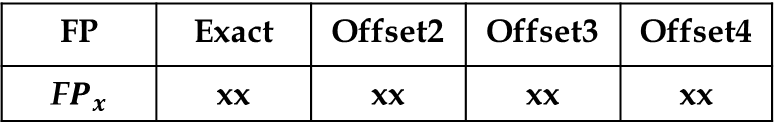 FP Exact Offset2 Offset3 Offset4
FPₓ xx xx xx xx